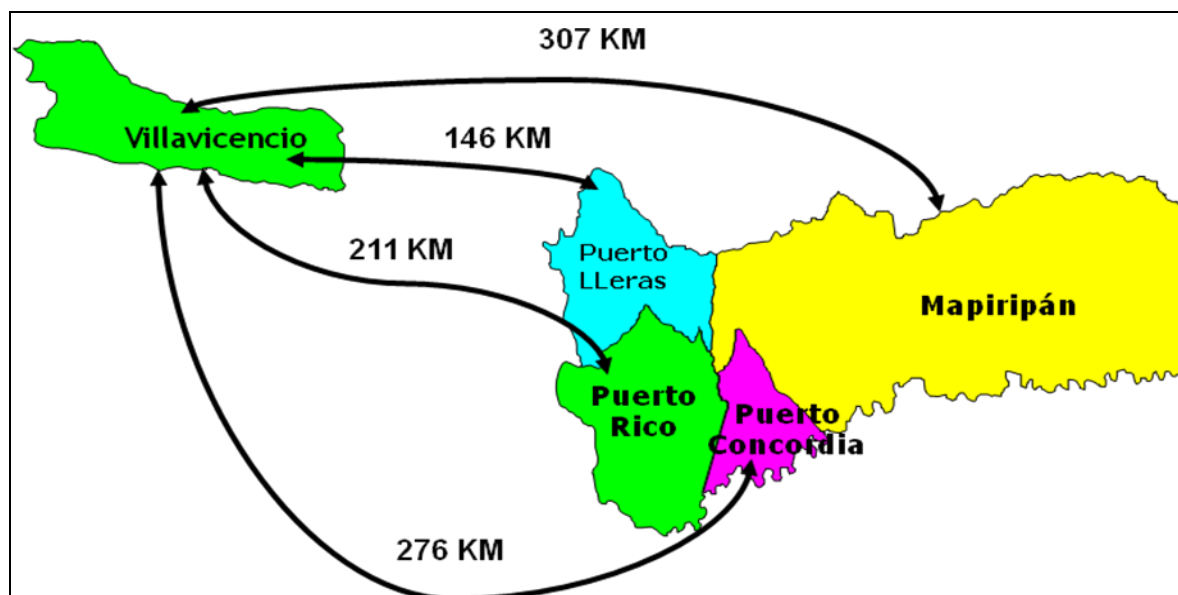 307 KM
Villavicencio
146 KM
211 KM
Puerto
LLeras
Mapiripán
Puerto
Rico
Puerto
Concordia
276 KM